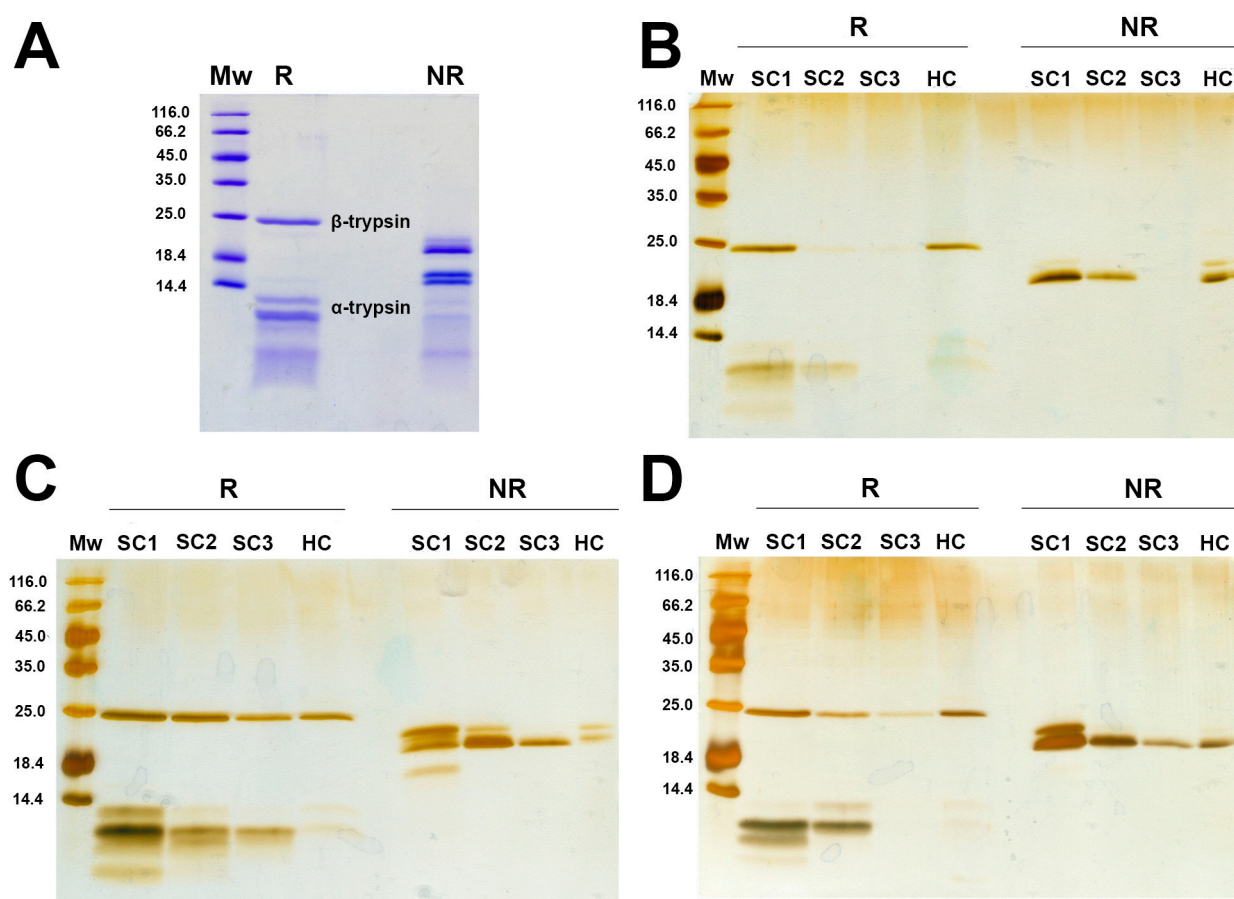 A
Mw R NR
116.0
66.2
45.0
35.0
25.0
18.4
14.4
β-trypsin
α-trypsin
B
R NR
Mw SC1 SC2 SC3 HC SC1 SC2 SC3 HC
116.0
66.2
45.0
35.0
25.0
18.4
14.4
C
R NR
Mw SC1 SC2 SC3 HC SC1 SC2 SC3 HC
116.0
66.2
45.0
35.0
25.0
18.4
14.4
D
R NR
Mw SC1 SC2 SC3 HC SC1 SC2 SC3 HC
116.0
66.2
45.0
35.0
25.0
18.4
14.4